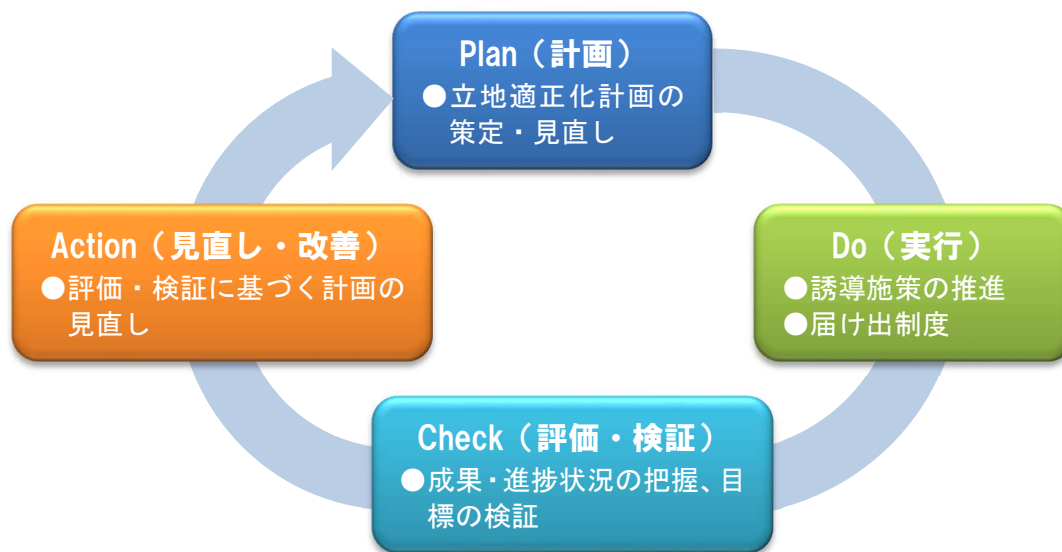 Plan（計画）
●立地適正化計画の
策定・見直し
Do（実行）
●誘導施策の推進
●届け出制度
Check（評価・検証）
●成果・進捗状況の把握、目
標の検証
Action（見直し・改善）
●評価・検証に基づく計画の
見直し